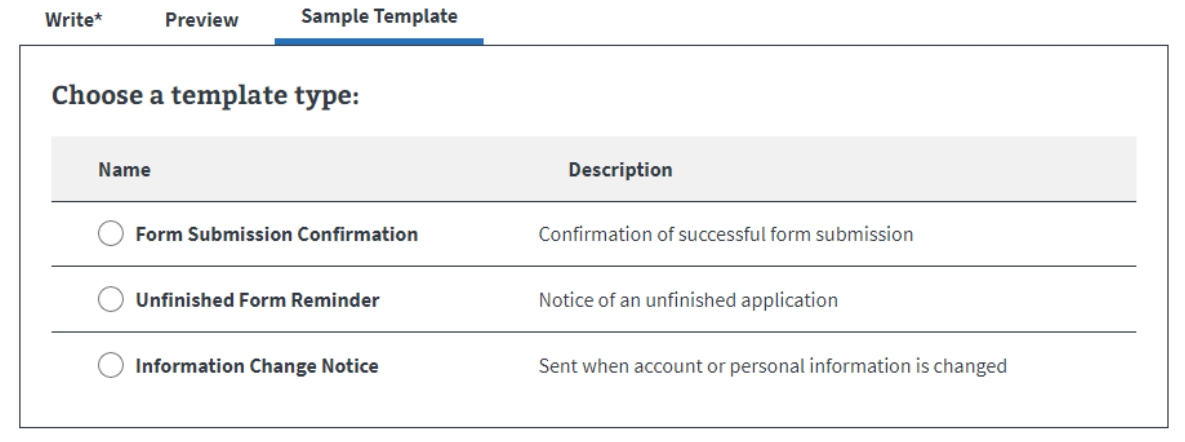 Write* Preview Sample Template
Choose a template type:
Name Description
Form Submission Confirmation Confirmation of successful form submission
Unfinished Form Reminder Notice of an unfinished application
Information Change Notice Sent when account or personal information is changed